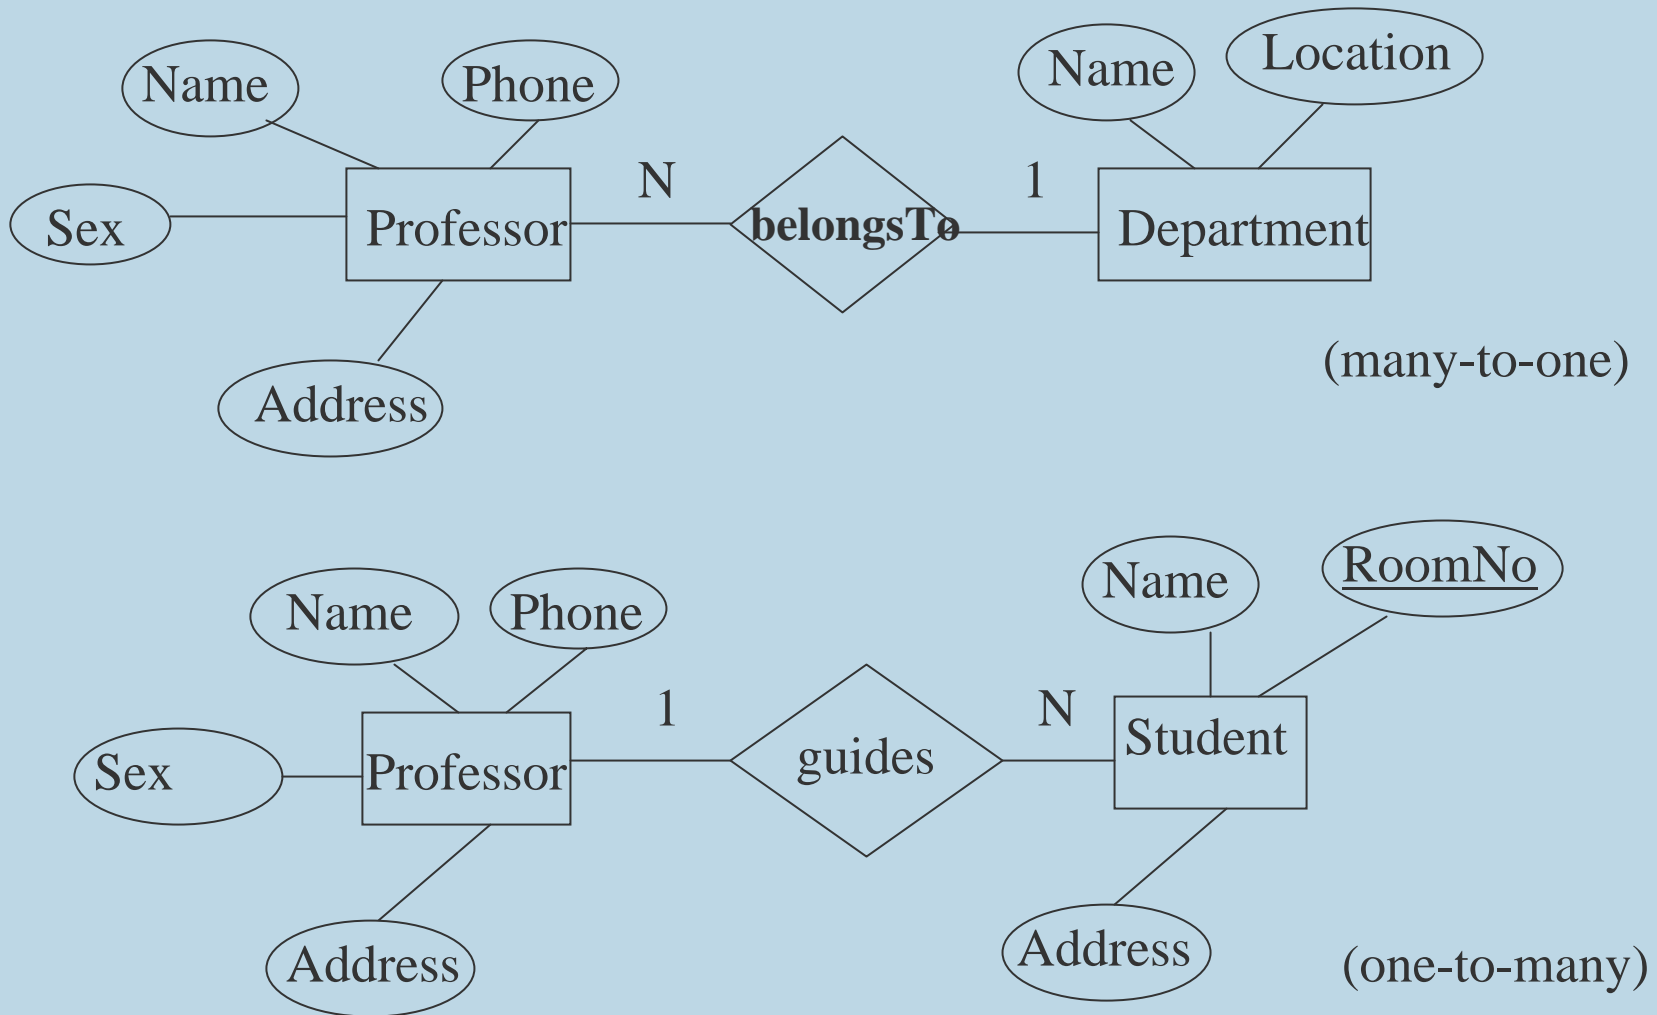 Name
Phone
Name
Location
N
1
Sex
Professor
belongsTo
Department
(many-to-one)
Address
Name
Phone
Name
RoomNo
1
N
Sex
Professor
guides
Student
Address
Address
(one-to-many)